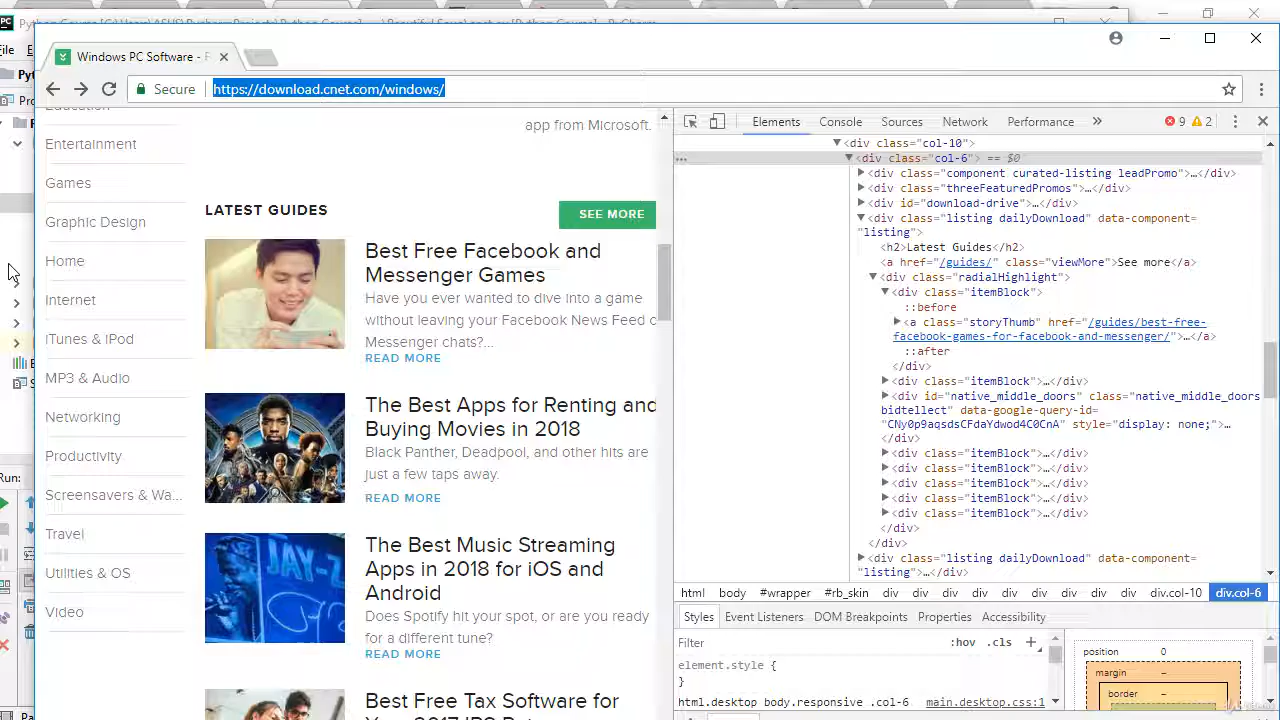 PC
Windows PC Software - F
Secure
https://download.cnet.com/windows/
File
Pyt
Education
Entertainment
Games
Graphic Design
Home
Internet
iTunes & iPod
MP3 & Audio
Networking
Productivity
Screensavers & Wa...
Travel
Utilities & OS
Video
Run:
app from Microsoft.
LATEST GUIDES
SEE MORE
Best Free Facebook and
Messenger Games
Have you ever wanted to dive into a game
without leaving your Facebook News Feed o
Messenger chats?...
READ MORE
The Best Apps for Renting and
Buying Movies in 2018
Black Panther, Deadpool, and other hits are
just a few taps away.
READ MORE
JAY-Z
The Best Music Streaming
Apps in 2018 for iOS and
Android
Does Spotify hit your spot, or are you ready
for a different tune?
READ MORE
Best Free Tax Software for
Elements Console Sources Network Performance » 9 2
<div class="col-10">
<div class="col-6"> == $0
<div class="component curated-listing leadPromo">…</div>
<div class="threeFeaturedPromos">…</div>
<div id="download-drive">…</div>
<div class="listing dailyDownload" data-component=
"listing">
<h2>Latest Guides</h2>
<a href="/guides/" class="viewMore">See more</a>
<div class="radialHighlight">
<div class="itemBlock">
::before
<a class="storyThumb" href="/guides/best-free-
facebook-games-for-facebook-and-messenger/">…</a>
::after
</div>
<div class="itemBlock">…</div>
<div id="native_middle_doors" class="native_middle_doors
bidtellect" data-google-query-id=
"CNy0p9aqsdsCFdaYdwod4C0CnA" style="display: none;">…
</div>
<div class="itemBlock">…</div>
<div class="itemBlock">…</div>
<div class="itemBlock">…</div>
<div class="itemBlock">…</div>
<div class="itemBlock">…</div>
</div>
</div>
<div class="listing dailyDownload" data-component=
"listing">…</div>
html body #wrapper #rb_skin div div div div div div div div div.col-10 div.col-6
Styles Event Listeners DOM Breakpoints Properties Accessibility
Filter :hov .cls +
element.style {
}
html.desktop body.responsive .col-6 main.desktop.css:1
position 0
margin –
border –